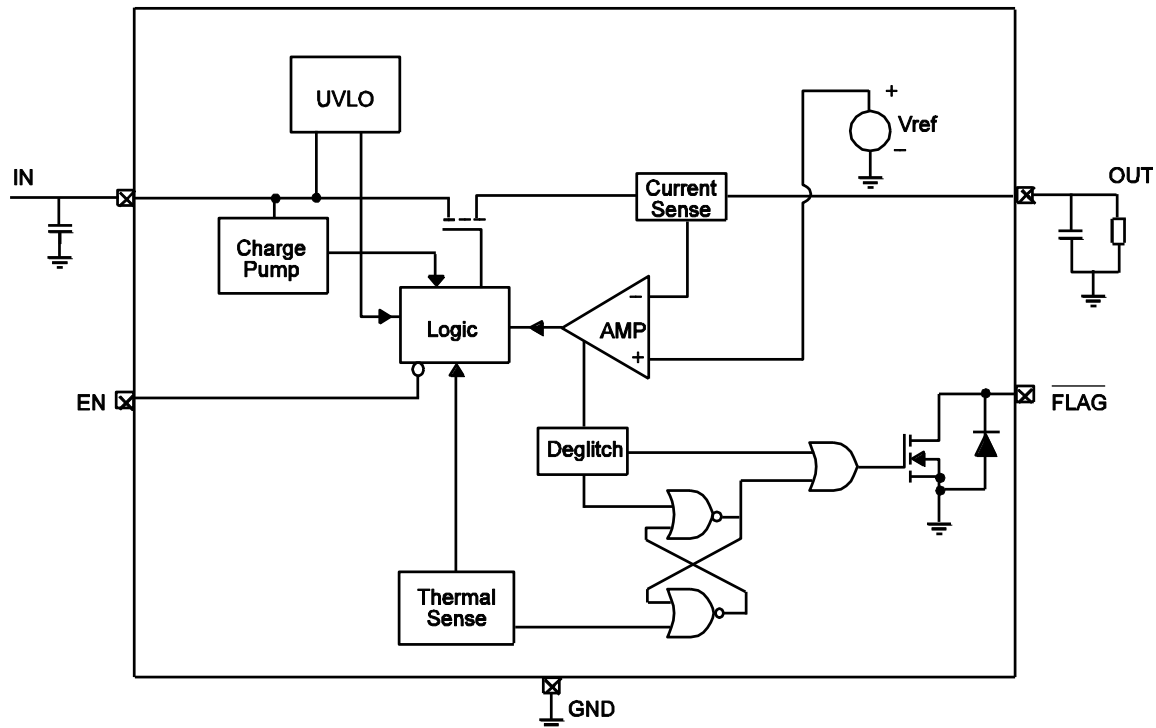 UVLO
+
Vref
−
IN
OUT
Current
Sense
Charge
Pump
−
Logic
AMP
+
EN
FLAG
Deglitch
Thermal
Sense
GND